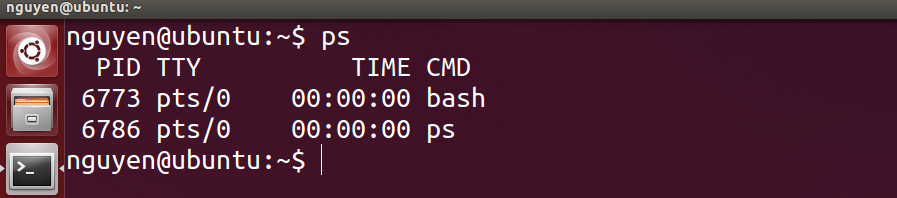 nguyen@ubuntu: ~
nguyen@ubuntu:~$ ps
  PID TTY          TIME CMD
 6773 pts/0    00:00:00 bash
 6786 pts/0    00:00:00 ps
nguyen@ubuntu:~$